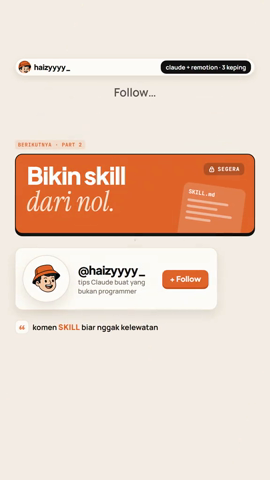 haizyyyy_
claude + remotion · 3 keping
Follow…
BERIKUTNYA · PART 2
Bikin skill
dari nol.
SEGERA
SKILL.md
@haizyyyy_
tips Claude buat yang
bukan programmer
+ Follow
“ komen SKILL biar nggak kelewatan